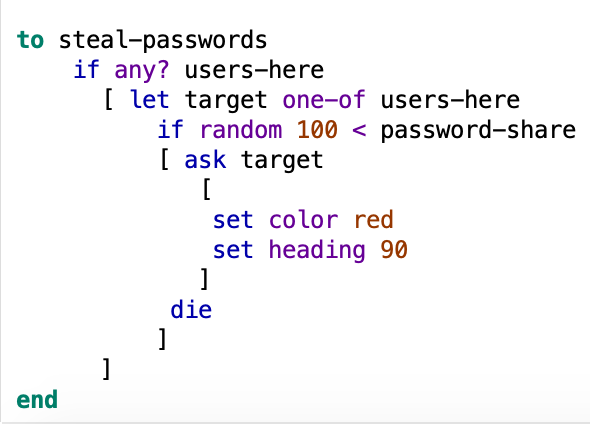 to steal-passwords
if any? users-here
[ let target one-of users-here
if random 100 < password-share
[ ask target
[
set color red
set heading 90
]
die
]
]
end